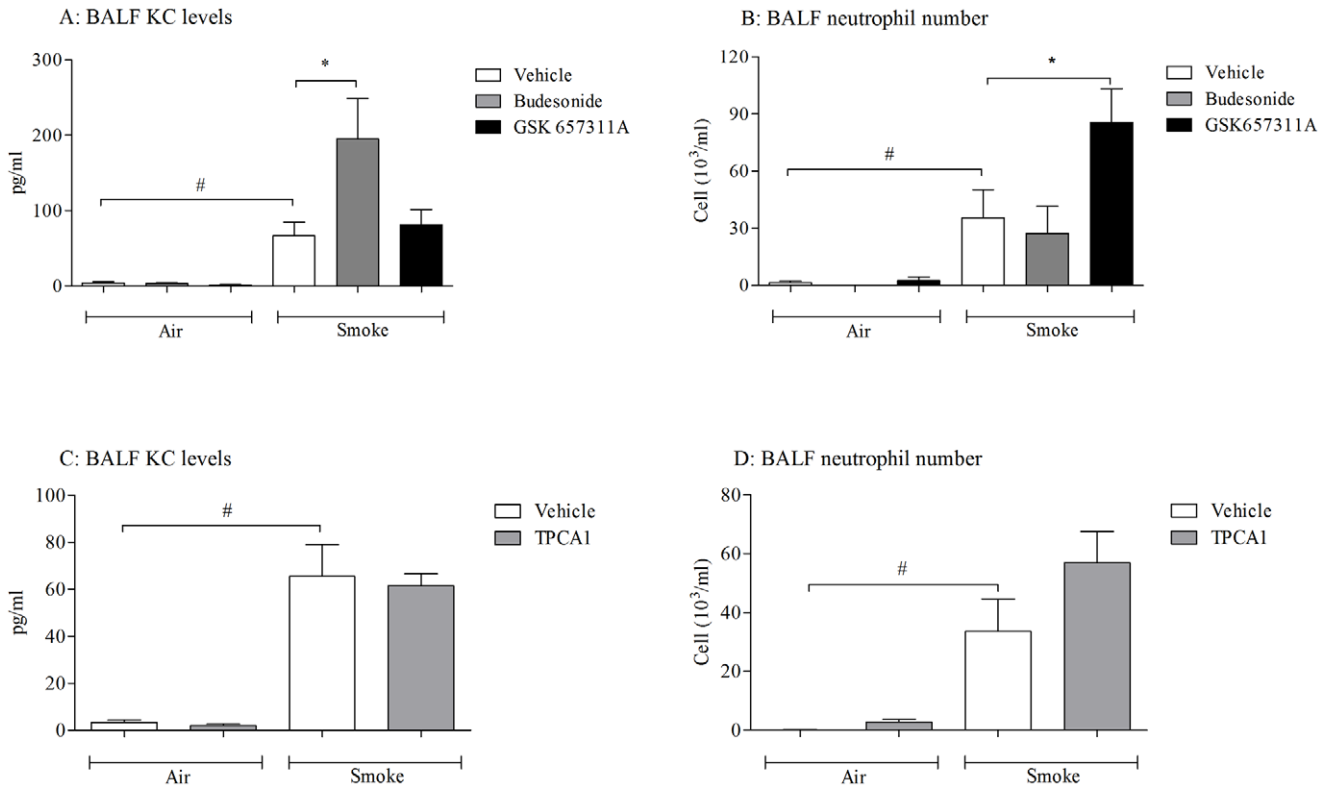 A: BALF KC levels
300
200
100
0
pg/ml
*
#
Vehicle
Budesonide
GSK 657311A
Air
Smoke
B: BALF neutrophil number
120
90
60
30
0
Cell (10³/ml)
*
#
Vehicle
Budesonide
GSK657311A
Air
Smoke
C: BALF KC levels
100
80
60
40
20
0
pg/ml
#
Vehicle
TPCA1
Air
Smoke
D: BALF neutrophil number
80
60
40
20
0
Cell (10³/ml)
#
Vehicle
TPCA1
Air
Smoke